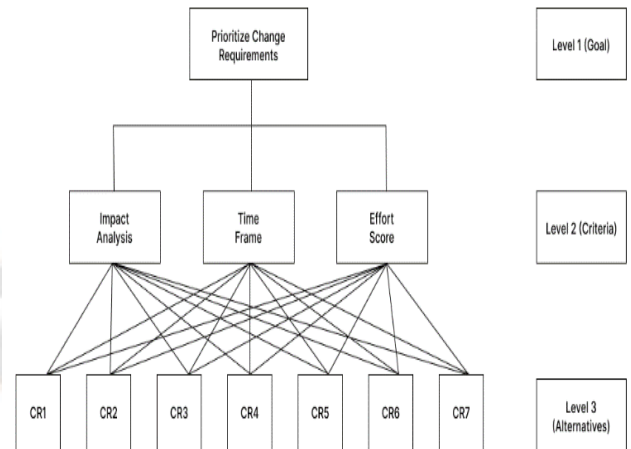 Prioritize Change
Requirements
Level 1 (Goal)
Impact
Analysis
Time
Frame
Effort
Score
Level 2 (Criteria)
CR1
CR2
CR3
CR4
CR5
CR6
CR7
Level 3
(Alternatives)